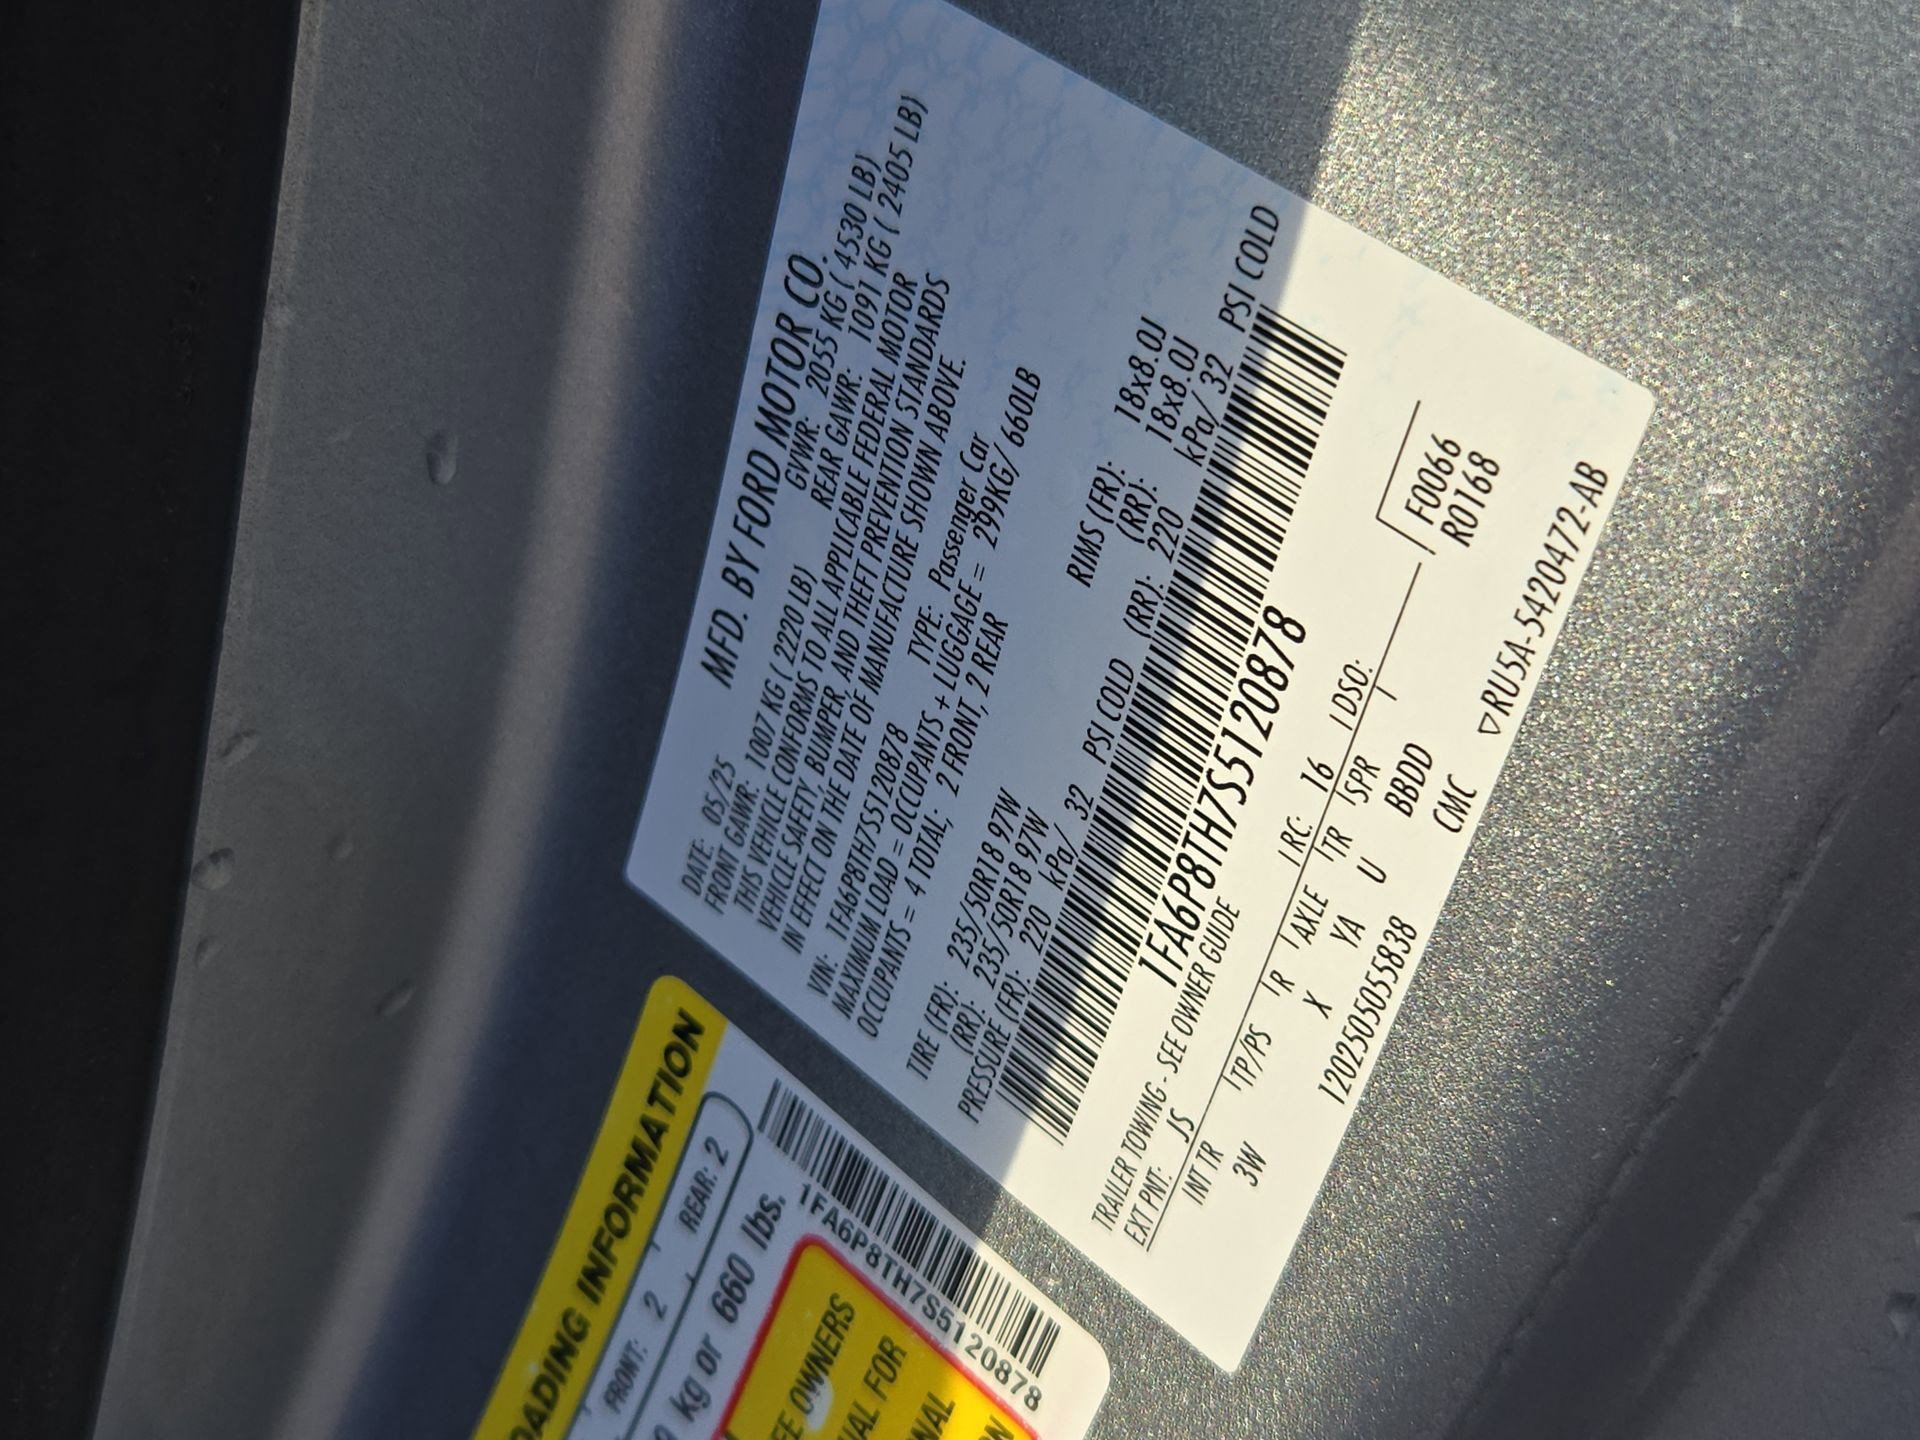 MFD. BY FORD MOTOR CO.
DATE: 05/25 GVWR: 2055 KG ( 4530 LB)
FRONT GAWR: 1007 KG ( 2220 LB) REAR GAWR: 1091 KG ( 2405 LB)
THIS VEHICLE CONFORMS TO ALL APPLICABLE FEDERAL MOTOR
VEHICLE SAFETY, BUMPER, AND THEFT PREVENTION STANDARDS
IN EFFECT ON THE DATE OF MANUFACTURE SHOWN ABOVE.
VIN: 1FA6P8TH7S5120878 TYPE: Passenger Car
MAXIMUM LOAD = OCCUPANTS + LUGGAGE = 299KG/ 660LB
OCCUPANTS = 4 TOTAL; 2 FRONT, 2 REAR
TIRE (FR): 235/50R18 97W RIMS (FR): 18x8.0J
(RR): 235/50R18 97W (RR): 18x8.0J
PRESSURE (FR): 220 kPa/ 32 PSI COLD (RR): 220 kPa/ 32 PSI COLD
1FA6P8TH7S5120878
TRAILER TOWING - SEE OWNER GUIDE
EXT PNT: JS RC: 16 DSO:
INT TR TP/PS R AXLE TR SPR
3W X YA U BBDD
F0066
R0168
1202505055838 CMC
▽RU5A-5420472-AB
OADING INFORMATION
FRONT: 2 REAR: 2
kg or 660 lbs.
1FA6P8TH7S5120878
OWNERS
FOR